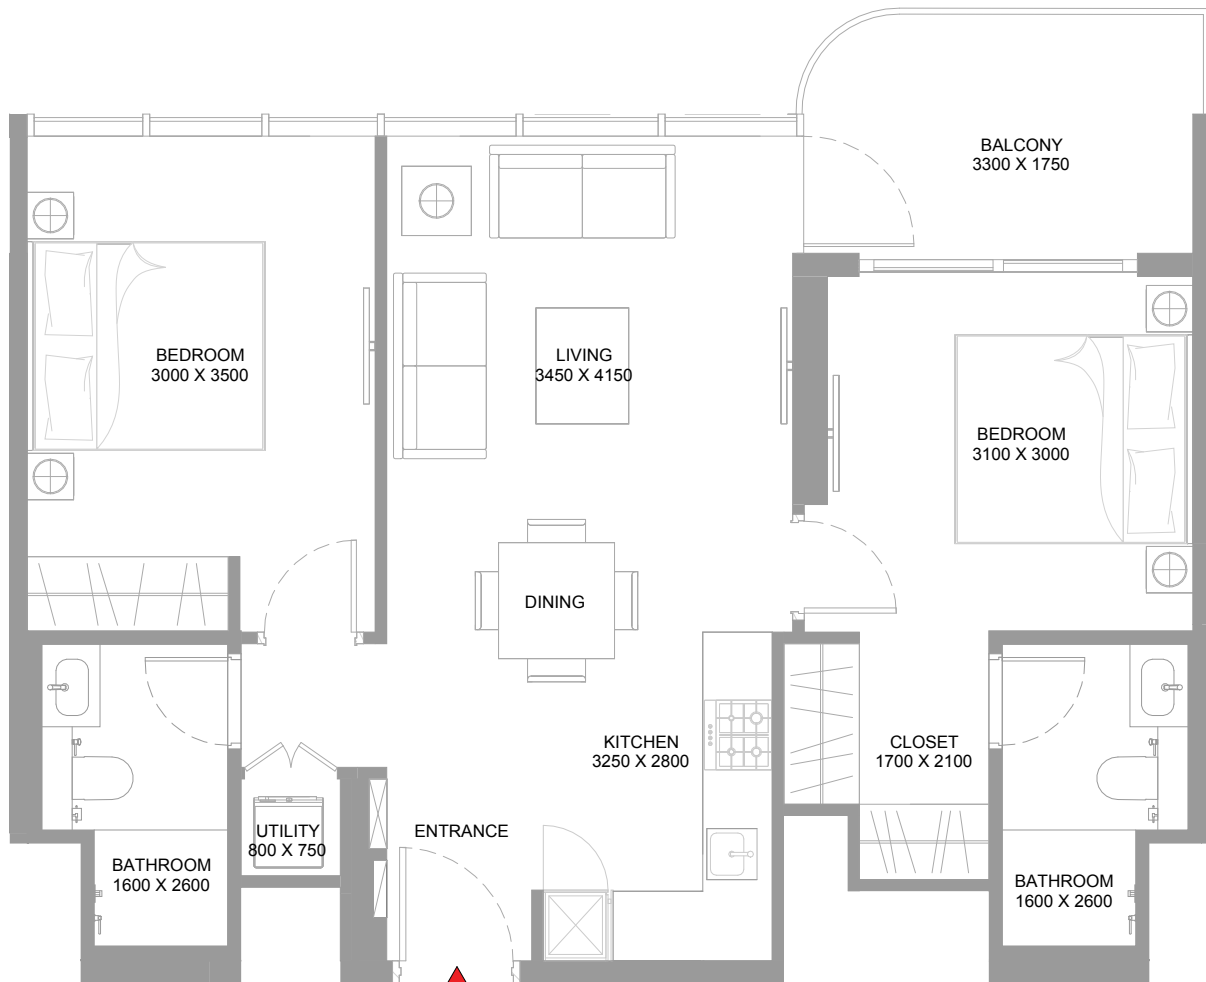 BALCONY
3300 X 1750
BEDROOM
3000 X 3500
LIVING
3450 X 4150
BEDROOM
3100 X 3000
DINING
KITCHEN
3250 X 2800
CLOSET
1700 X 2100
ENTRANCE
UTILITY
800 X 750
BATHROOM
1600 X 2600
BATHROOM
1600 X 2600